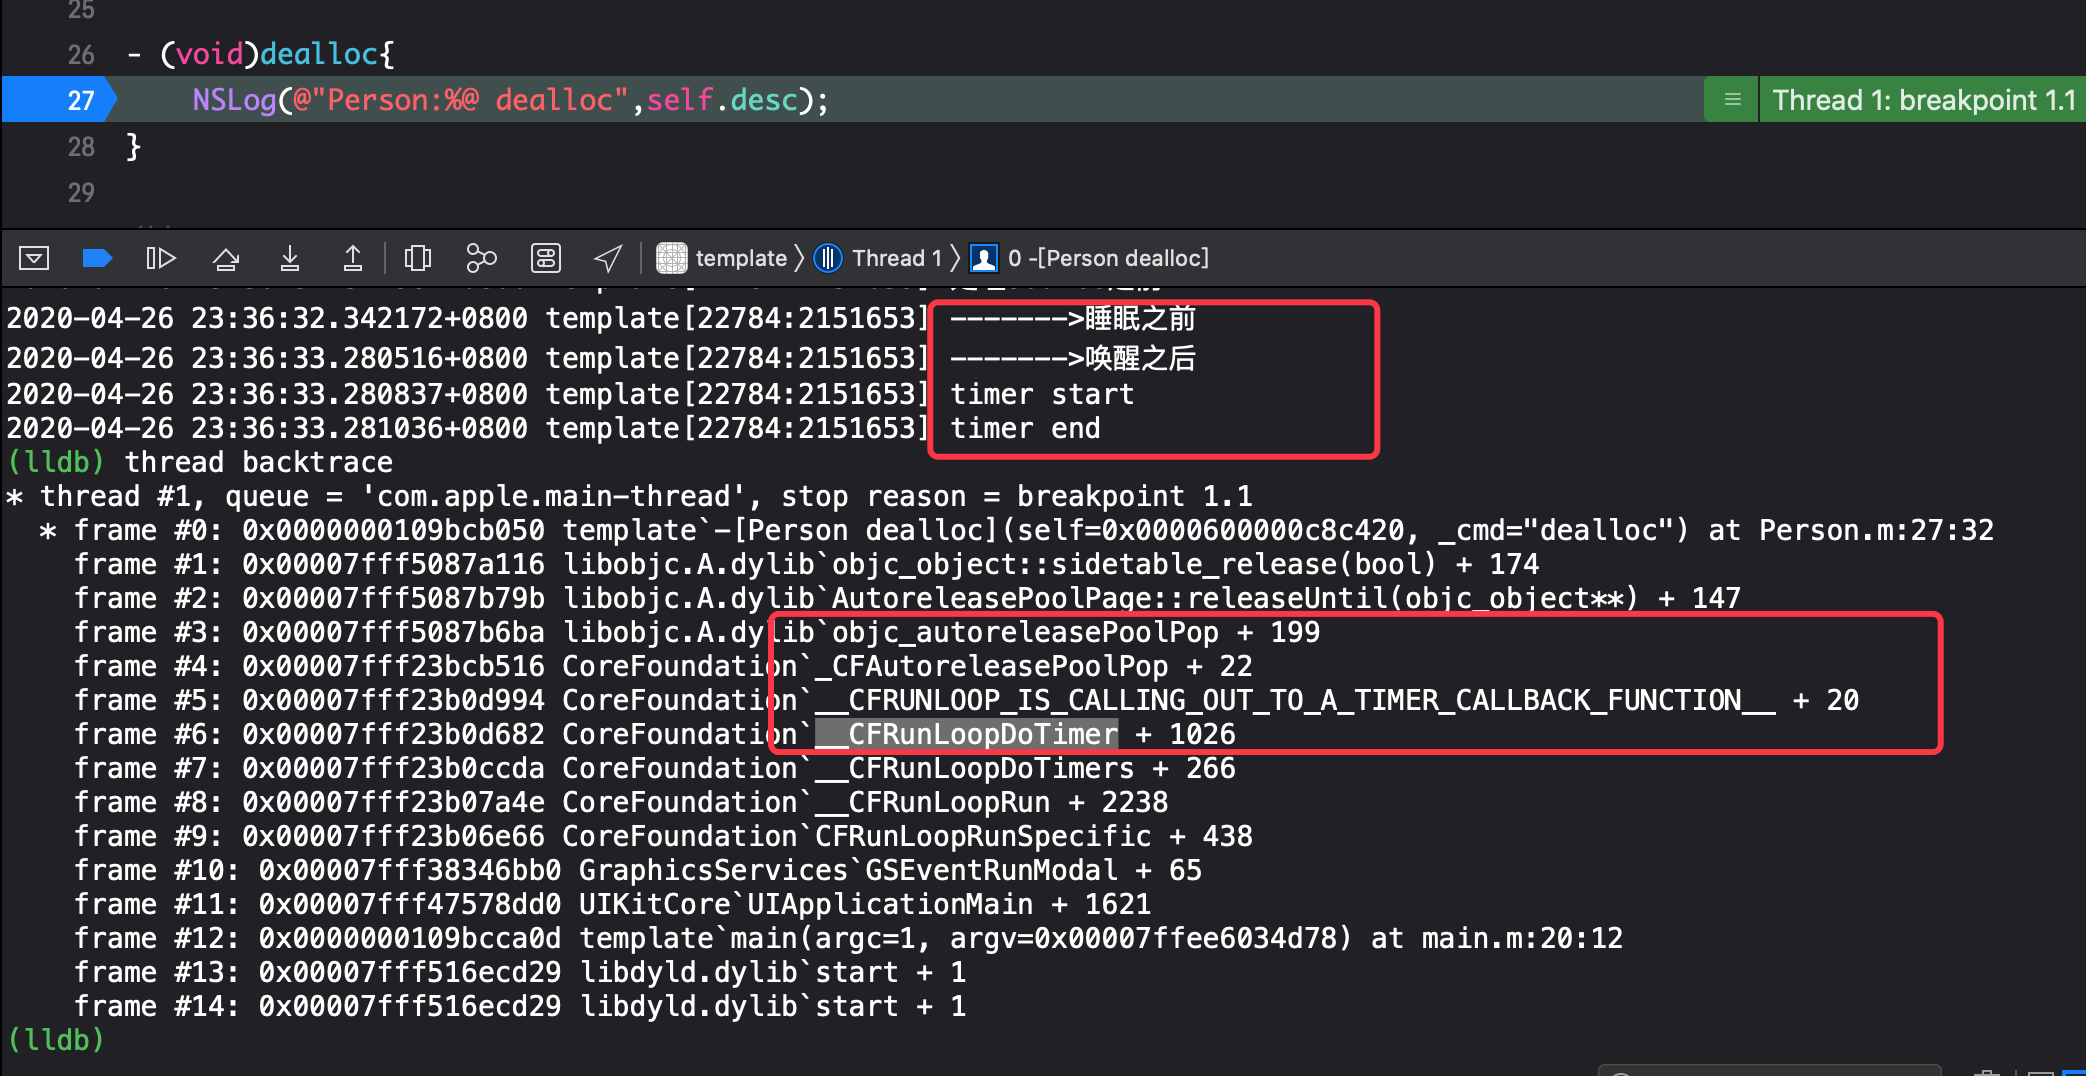 25
26 - (void)dealloc{
27 NSLog(@"Person:%@ dealloc",self.desc); Thread 1: breakpoint 1.1
28 }
29
template Thread 1 0 -[Person dealloc]
2020-04-26 23:36:32.342172+0800 template[22784:2151653] ------->睡眠之前
2020-04-26 23:36:33.280516+0800 template[22784:2151653] ------->唤醒之后
2020-04-26 23:36:33.280837+0800 template[22784:2151653] timer start
2020-04-26 23:36:33.281036+0800 template[22784:2151653] timer end
(lldb) thread backtrace
* thread #1, queue = 'com.apple.main-thread', stop reason = breakpoint 1.1
* frame #0: 0x0000000109bcb050 template`-[Person dealloc](self=0x0000600000c8c420, _cmd="dealloc") at Person.m:27:32
frame #1: 0x00007fff5087a116 libobjc.A.dylib`objc_object::sidetable_release(bool) + 174
frame #2: 0x00007fff5087b79b libobjc.A.dylib`AutoreleasePoolPage::releaseUntil(objc_object**) + 147
frame #3: 0x00007fff5087b6ba libobjc.A.dylib`objc_autoreleasePoolPop + 199
frame #4: 0x00007fff23bcb516 CoreFoundation`_CFAutoreleasePoolPop + 22
frame #5: 0x00007fff23b0d994 CoreFoundation`__CFRUNLOOP_IS_CALLING_OUT_TO_A_TIMER_CALLBACK_FUNCTION__ + 20
frame #6: 0x00007fff23b0d682 CoreFoundation`__CFRunLoopDoTimer + 1026
frame #7: 0x00007fff23b0ccda CoreFoundation`__CFRunLoopDoTimers + 266
frame #8: 0x00007fff23b07a4e CoreFoundation`__CFRunLoopRun + 2238
frame #9: 0x00007fff23b06e66 CoreFoundation`CFRunLoopRunSpecific + 438
frame #10: 0x00007fff38346bb0 GraphicsServices`GSEventRunModal + 65
frame #11: 0x00007fff47578dd0 UIKitCore`UIApplicationMain + 1621
frame #12: 0x0000000109bcca0d template`main(argc=1, argv=0x00007ffee6034d78) at main.m:20:12
frame #13: 0x00007fff516ecd29 libdyld.dylib`start + 1
frame #14: 0x00007fff516ecd29 libdyld.dylib`start + 1
(lldb)